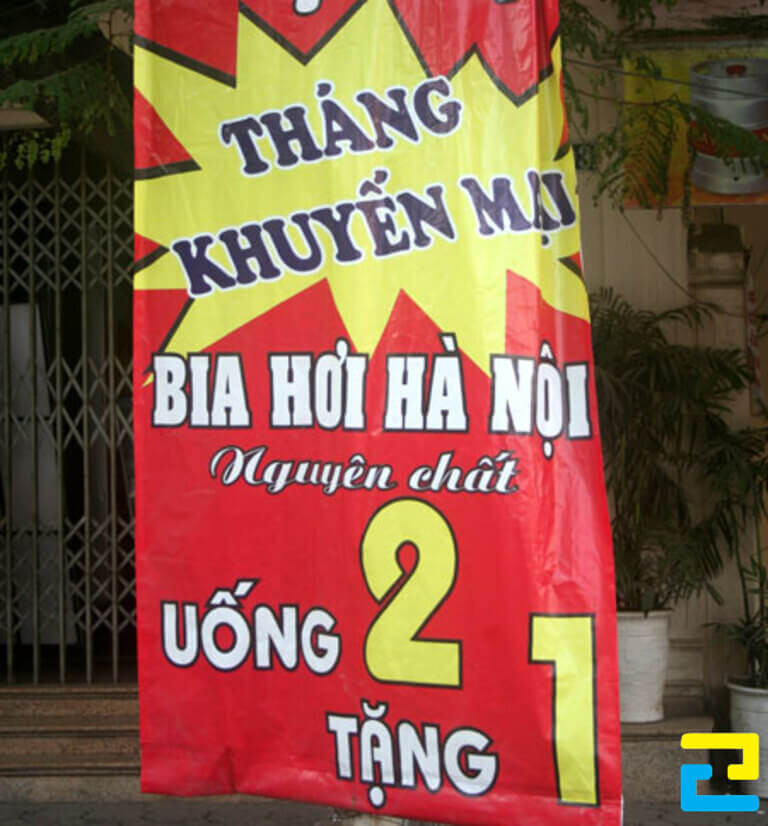 THÁNG
KHUYẾN MẠI
BIA HƠI HÀ NỘI
Nguyên chất
UỐNG 2
TẶNG 1